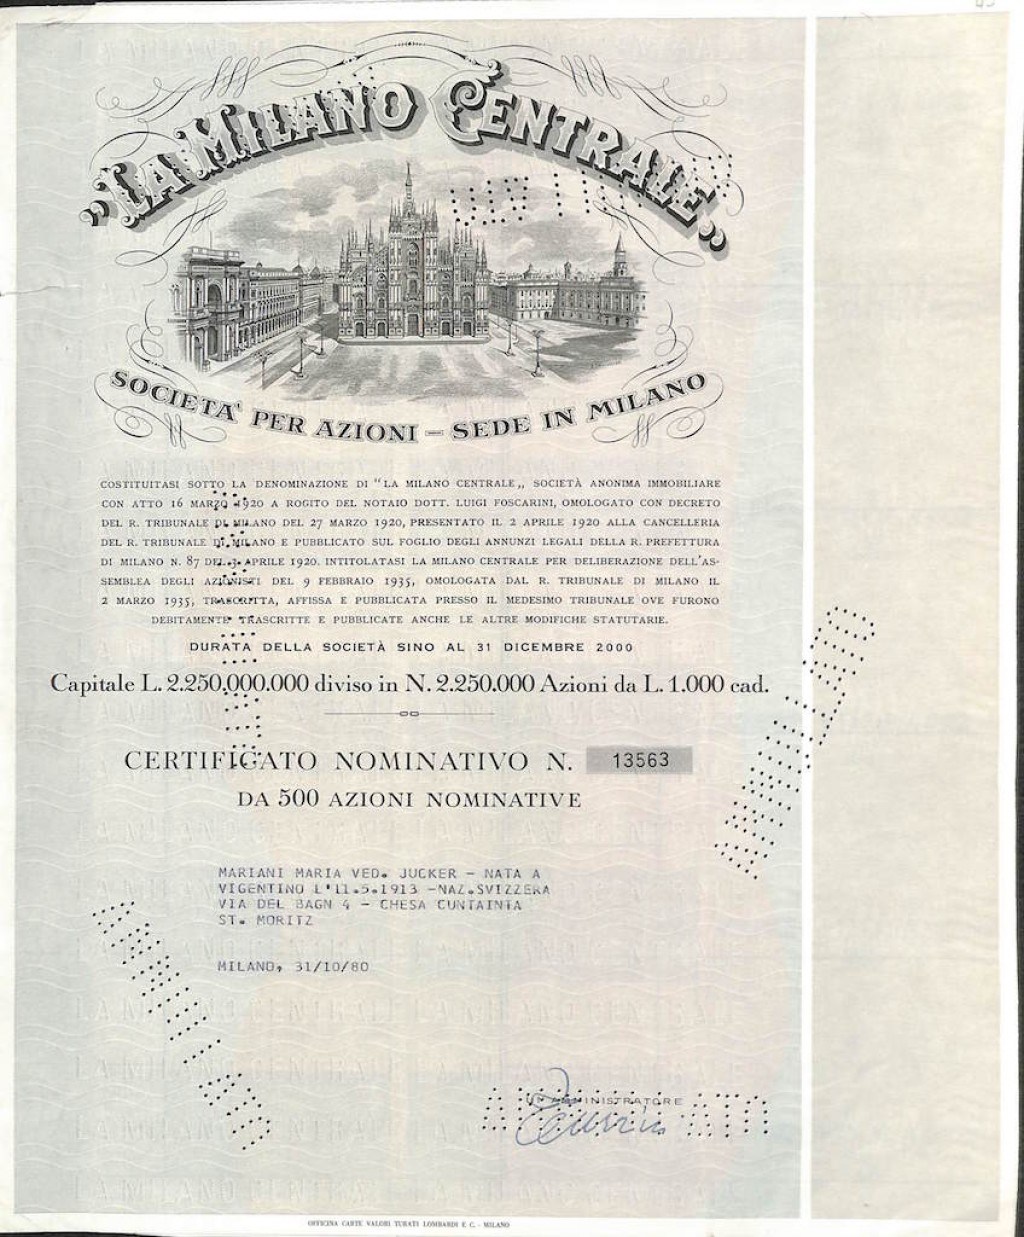 "LA MILANO CENTRALE„
SOCIETA' PER AZIONI – SEDE IN MILANO
COSTITUITASI SOTTO LA DENOMINAZIONE DI "LA MILANO CENTRALE„ SOCIETÀ ANONIMA IMMOBILIARE
CON ATTO 16 MARZO 1920 A ROGITO DEL NOTAIO DOTT. LUIGI FOSCARINI, OMOLOGATO CON DECRETO
DEL R. TRIBUNALE DI MILANO DEL 27 MARZO 1920, PRESENTATO IL 2 APRILE 1920 ALLA CANCELLERIA
DEL R. TRIBUNALE DI MILANO E PUBBLICATO SUL FOGLIO DEGLI ANNUNZI LEGALI DELLA R. PREFETTURA
DI MILANO N. 87 DEL 3 APRILE 1920. INTITOLATASI LA MILANO CENTRALE PER DELIBERAZIONE DELL'AS-
SEMBLEA DEGLI AZIONISTI DEL 9 FEBBRAIO 1935, OMOLOGATA DAL R. TRIBUNALE DI MILANO IL
2 MARZO 1935, TRASCRITTA, AFFISSA E PUBBLICATA PRESSO IL MEDESIMO TRIBUNALE OVE FURONO
DEBITAMENTE TRASCRITTE E PUBBLICATE ANCHE LE ALTRE MODIFICHE STATUTARIE.
DURATA DELLA SOCIETÀ SINO AL 31 DICEMBRE 2000
Capitale L. 2.250.000.000 diviso in N. 2.250.000 Azioni da L. 1.000 cad.
CERTIFICATO NOMINATIVO N. 13563
DA 500 AZIONI NOMINATIVE
MARIANI MARIA VED. JUCKER – NATA A
VIGENTINO L'11.5.1913 –NAZ.SVIZZERA
VIA DEL BAGN 4 – CHESA CUNTAINTA
ST. MORITZ
MILANO, 31/10/80
UN AMMINISTRATORE
ANNULLATO
ANNULLATO
ANNULLATO
OFFICINA CARTE VALORI TURATI LOMBARDI E C. - MILANO